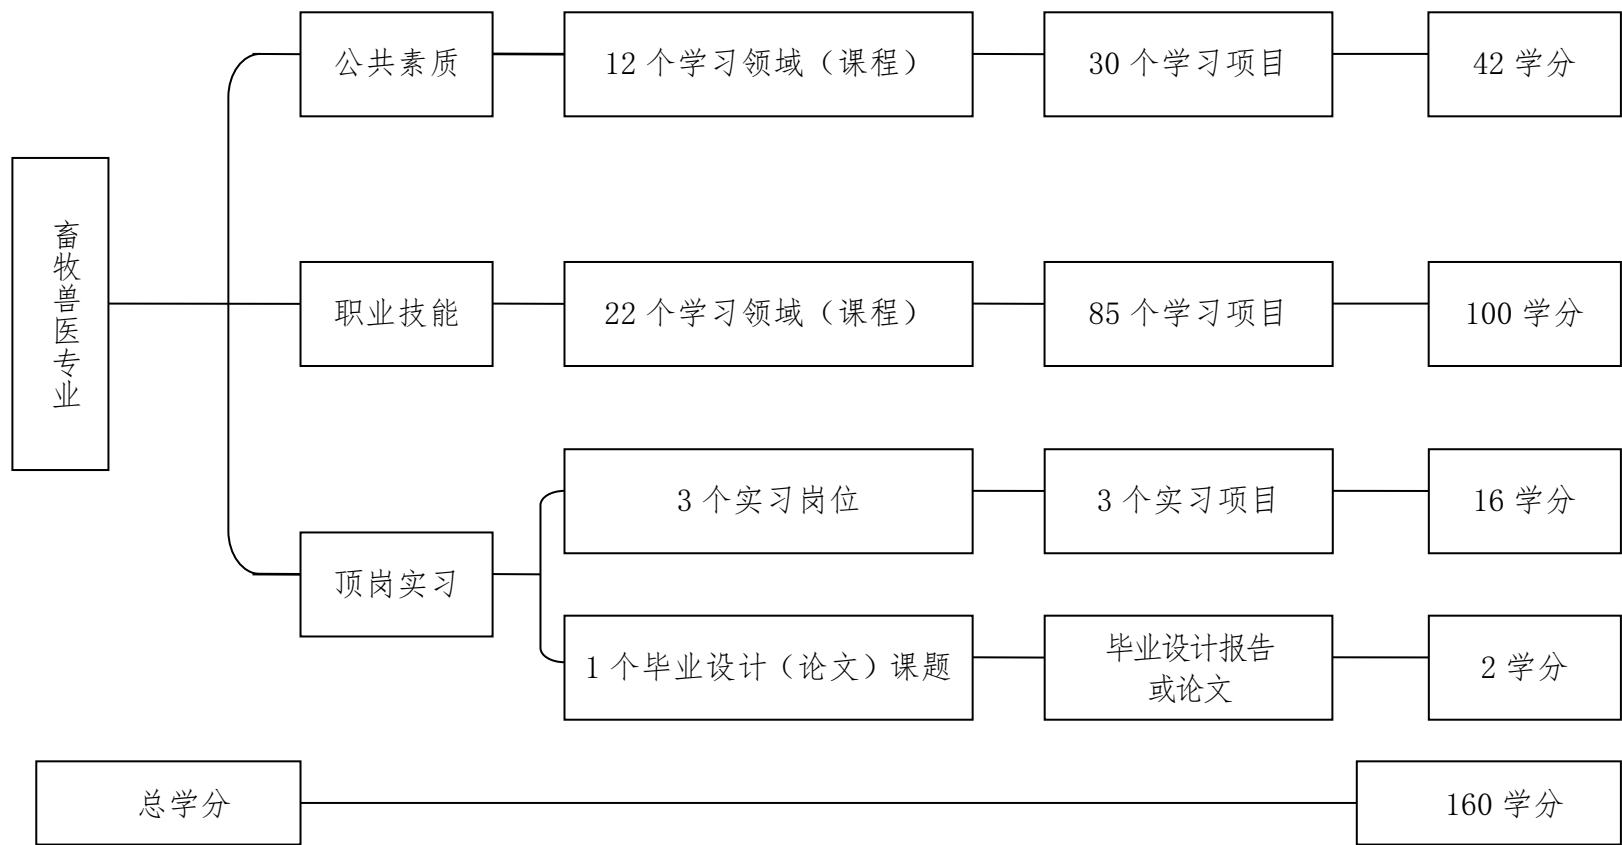 公共素质
12 个学习领域（课程）
30 个学习项目
42 学分
畜牧兽医专业
职业技能
22 个学习领域（课程）
85 个学习项目
100 学分
3 个实习岗位
3 个实习项目
16 学分
顶岗实习
1 个毕业设计（论文）课题
毕业设计报告
或论文
2 学分
总学分
160 学分